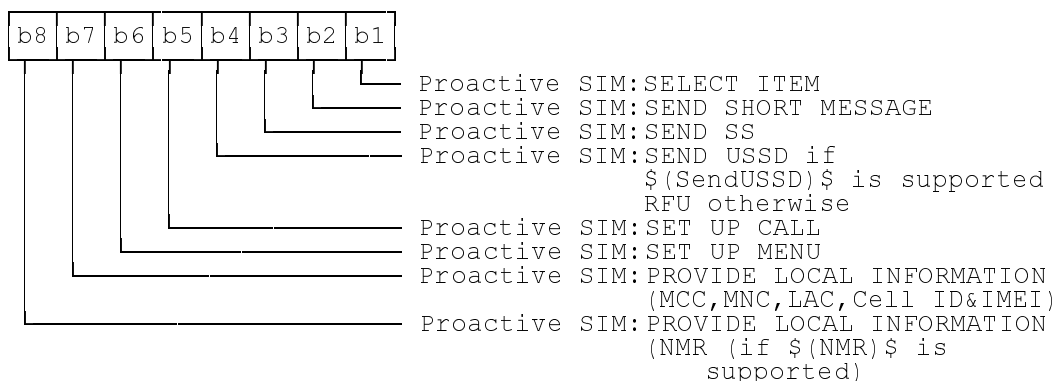 b8 b7 b6 b5 b4 b3 b2 b1
Proactive SIM:SELECT ITEM
Proactive SIM:SEND SHORT MESSAGE
Proactive SIM:SEND SS
Proactive SIM:SEND USSD if
$(SendUSSD)$ is supported
RFU otherwise
Proactive SIM:SET UP CALL
Proactive SIM:SET UP MENU
Proactive SIM:PROVIDE LOCAL INFORMATION
(MCC,MNC,LAC,Cell ID&IMEI)
Proactive SIM:PROVIDE LOCAL INFORMATION
(NMR (if $(NMR)$ is
supported)